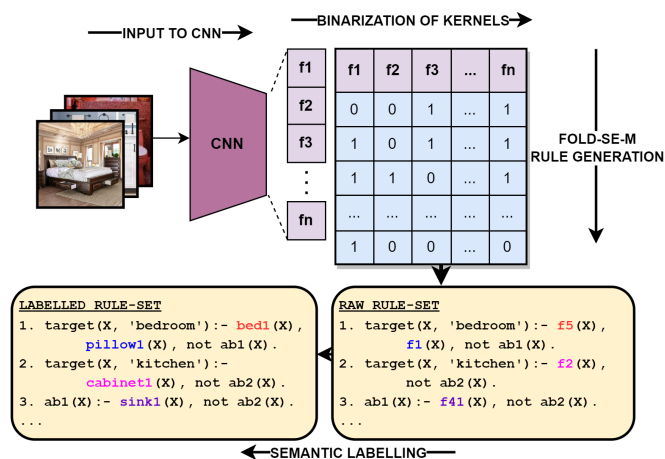 INPUT TO CNN
BINARIZATION OF KERNELS
CNN
f1
f2
f3
⋮
fn
f1 f2 f3 ... fn
0 0 1 ... 1
1 0 1 ... 1
1 1 0 ... 1
... ... ... ... ...
1 0 0 ... 0
FOLD-SE-M
RULE GENERATION
LABELLED RULE-SET
1. target(X, 'bedroom'):- bed1(X),
pillow1(X), not ab1(X).
2. target(X, 'kitchen'):-
cabinet1(X), not ab2(X).
3. ab1(X):- sink1(X), not ab2(X).
...
RAW RULE-SET
1. target(X, 'bedroom'):- f5(X),
f1(X), not ab1(X).
2. target(X, 'kitchen'):- f2(X),
not ab2(X).
3. ab1(X):- f41(X), not ab2(X).
...
SEMANTIC LABELLING